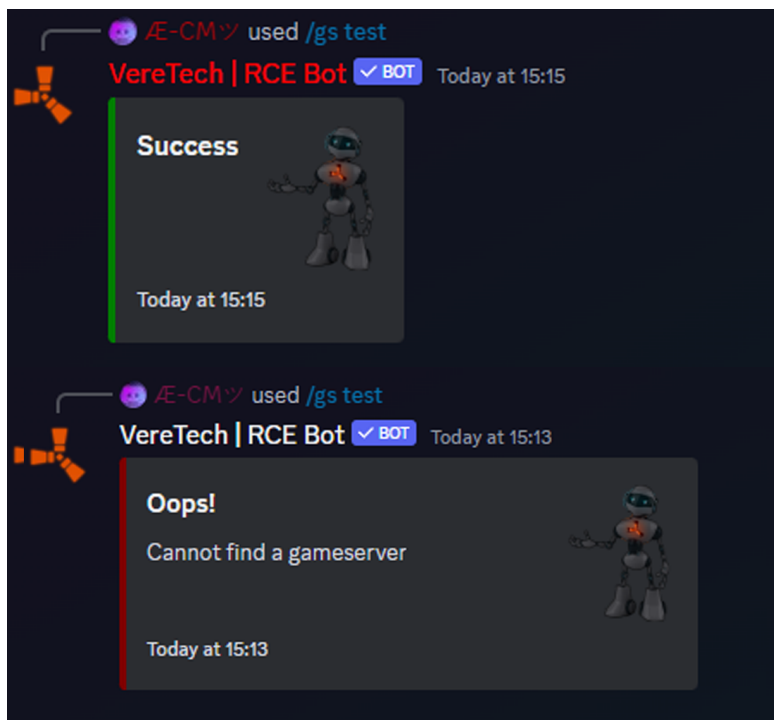 Æ-CMツ used /gs test
VereTech | RCE Bot ✓ BOT Today at 15:15
Success
Today at 15:15
Æ-CMツ used /gs test
VereTech | RCE Bot ✓ BOT Today at 15:13
Oops!
Cannot find a gameserver
Today at 15:13